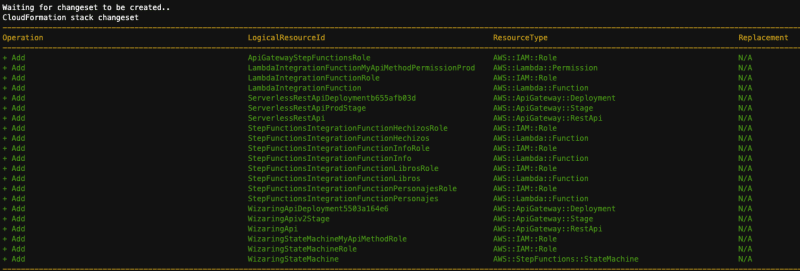 Waiting for changeset to be created..
CloudFormation stack changeset
Operation LogicalResourceId ResourceType Replacement
+ Add ApiGatewayStepFunctionsRole AWS::IAM::Role N/A
+ Add LambdaIntegrationFunctionMyApiMethodPermissionProd AWS::Lambda::Permission N/A
+ Add LambdaIntegrationFunctionRole AWS::IAM::Role N/A
+ Add LambdaIntegrationFunction AWS::Lambda::Function N/A
+ Add ServerlessRestApiDeploymentb655afb03d AWS::ApiGateway::Deployment N/A
+ Add ServerlessRestApiProdStage AWS::ApiGateway::Stage N/A
+ Add ServerlessRestApi AWS::ApiGateway::RestApi N/A
+ Add StepFunctionsIntegrationFunctionHechizosRole AWS::IAM::Role N/A
+ Add StepFunctionsIntegrationFunctionHechizos AWS::Lambda::Function N/A
+ Add StepFunctionsIntegrationFunctionInfoRole AWS::IAM::Role N/A
+ Add StepFunctionsIntegrationFunctionInfo AWS::Lambda::Function N/A
+ Add StepFunctionsIntegrationFunctionLibrosRole AWS::IAM::Role N/A
+ Add StepFunctionsIntegrationFunctionLibros AWS::Lambda::Function N/A
+ Add StepFunctionsIntegrationFunctionPersonajesRole AWS::IAM::Role N/A
+ Add StepFunctionsIntegrationFunctionPersonajes AWS::Lambda::Function N/A
+ Add WizaringApiDeployment5503a164e6 AWS::ApiGateway::Deployment N/A
+ Add WizaringApiv2Stage AWS::ApiGateway::Stage N/A
+ Add WizaringApi AWS::ApiGateway::RestApi N/A
+ Add WizaringStateMachineMyApiMethodRole AWS::IAM::Role N/A
+ Add WizaringStateMachineRole AWS::IAM::Role N/A
+ Add WizaringStateMachine AWS::StepFunctions::StateMachine N/A